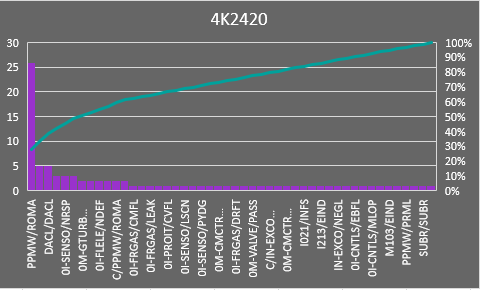 4K2420
30
25
20
15
10
5
0
100%
90%
80%
70%
60%
50%
40%
30%
20%
10%
0%
PPMW/ROMA
DACL/DACL
0I-SENSO/NRSP
0M-GTURB...
0I-FLELE/NDEF
C/PPMW/ROMA
0I-FRGAS/CMFL
0I-FRGAS/LEAK
0I-PROIT/CVFL
0I-SENSO/LSCN
0I-SENSO/PYDG
0M-CMCTR...
0I-FRGAS/DRFT
0M-VALVE/PASS
C/IN-EXCO...
0M-CMCTR...
I021/INFS
I213/EIND
IN-EXCO/NEGL
0I-CNTLS/EBFL
0I-CNTLS/MLOP
M103/EIND
PPMW/PRML
SUBR/SUBR